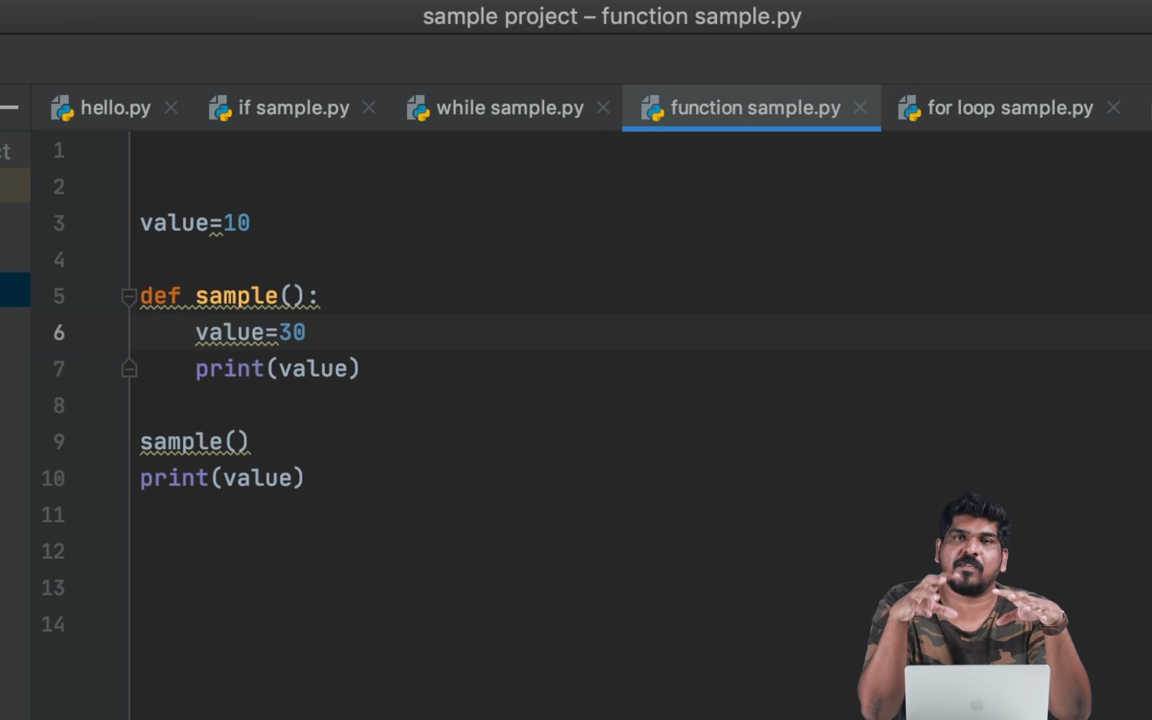 sample project – function sample.py
hello.py if sample.py while sample.py function sample.py for loop sample.py
ct
1
2
3 value=10
4
5 def sample():
6 value=30
7 print(value)
8
9 sample()
10 print(value)
11
12
13
14